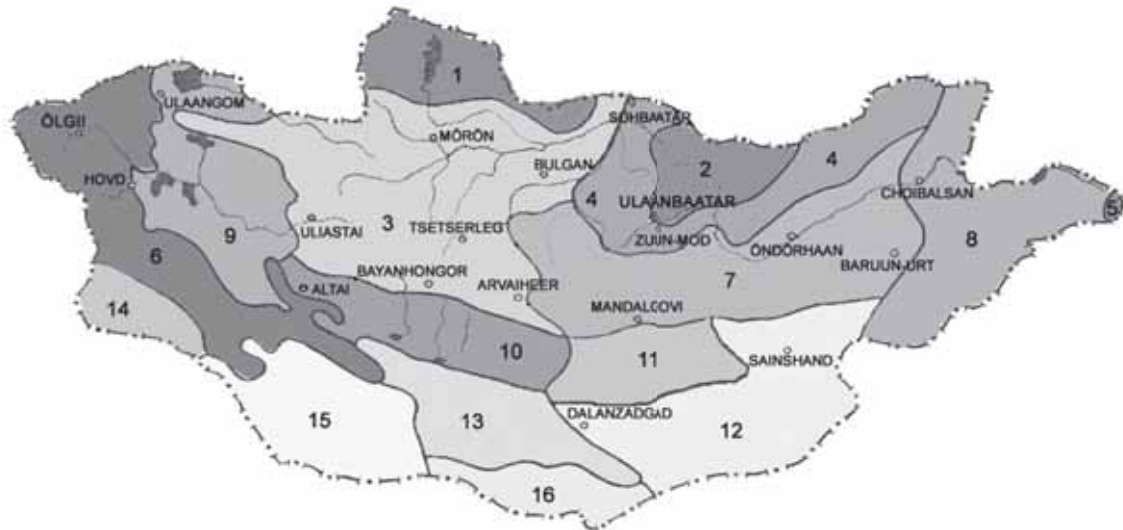 1
SÜHBAATAR
ULAANGOM
ÖLGII
MÖRÖN
2
4
BULGAN
HOVD
CHOIBALSAN
4
ULAANBAATAR
5
ULIASTAI
3
TSETSERLEG
9
ZUUN-MOD
ÖNDÖRHAAN
8
6
BARUUN-URT
BAYANHONGOR
7
ALTAI
ARVAIHEER
14
MANDALGOVI
10
11
SAINSHAND
15
13
DALANZADGAD
12
16